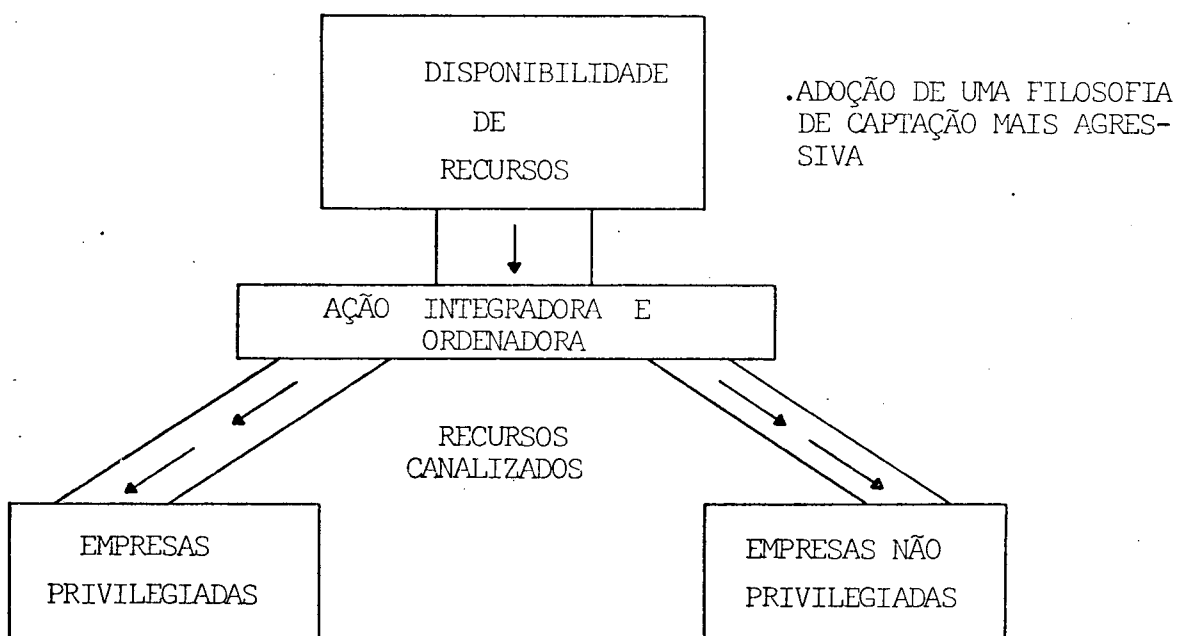 DISPONIBILIDADE
DE
RECURSOS
.ADOÇÃO DE UMA FILOSOFIA
DE CAPTAÇÃO MAIS AGRES-
SIVA
AÇÃO INTEGRADORA E
ORDENADORA
RECURSOS
CANALIZADOS
EMPRESAS
PRIVILEGIADAS
EMPRESAS NÃO
PRIVILEGIADAS